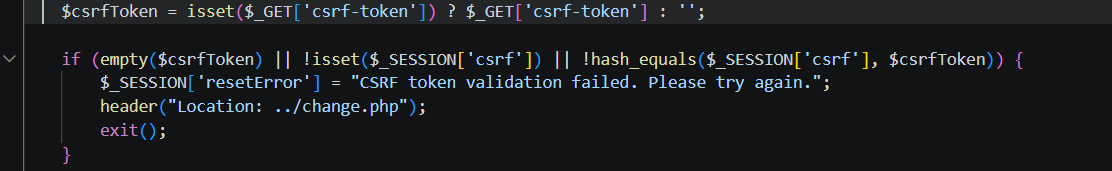 $csrfToken = isset($_GET['csrf-token']) ? $_GET['csrf-token'] : '';
if (empty($csrfToken) || !isset($_SESSION['csrf']) || !hash_equals($_SESSION['csrf'], $csrfToken)) {
$_SESSION['resetError'] = "CSRF token validation failed. Please try again.";
header("Location: ../change.php");
exit();
}